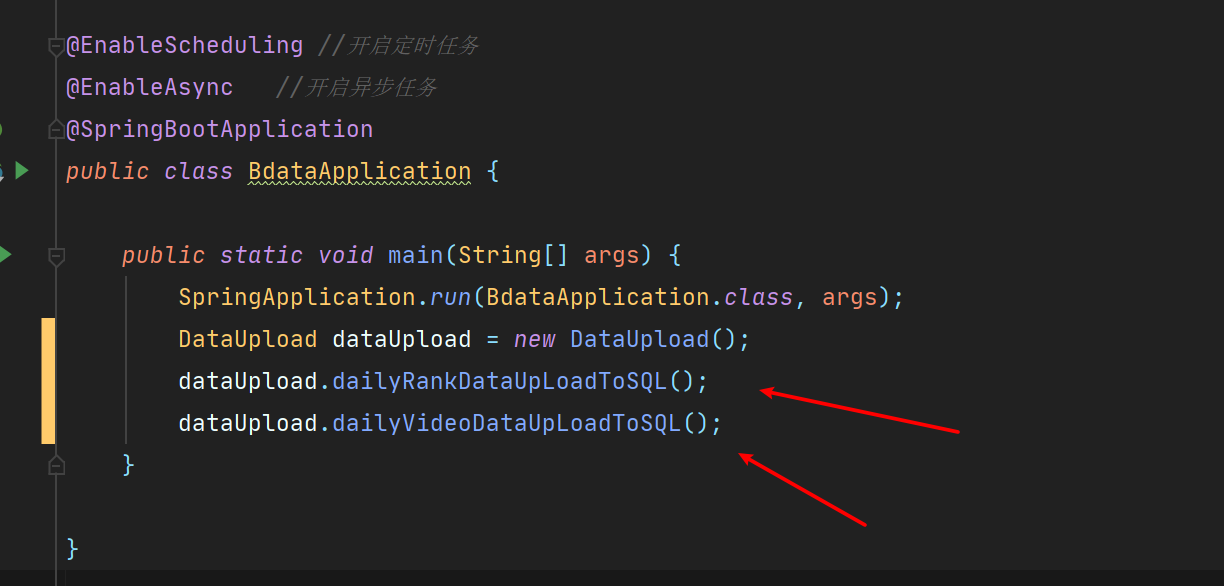 @EnableScheduling //开启定时任务
@EnableAsync   //开启异步任务
@SpringBootApplication
public class BdataApplication {
public static void main(String[] args) {
SpringApplication.run(BdataApplication.class, args);
DataUpload dataUpload = new DataUpload();
dataUpload.dailyRankDataUpLoadToSQL();
dataUpload.dailyVideoDataUpLoadToSQL();
}
}